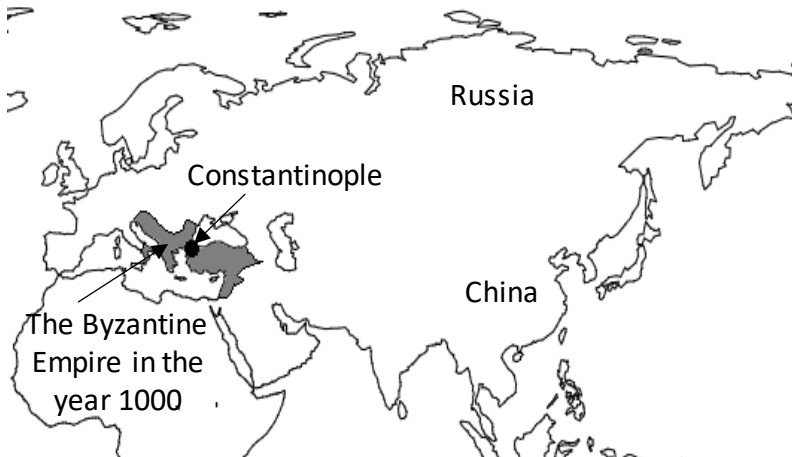 Russia
Constantinople
China
The Byzantine
Empire in the
year 1000